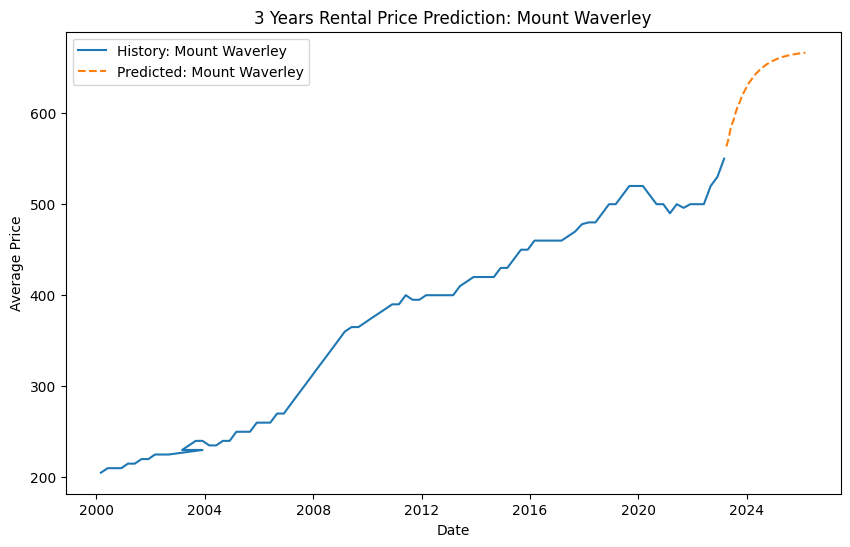 3 Years Rental Price Prediction: Mount Waverley
History: Mount Waverley
Predicted: Mount Waverley
600
500
400
300
200
Average Price
2000 2004 2008 2012 2016 2020 2024
Date